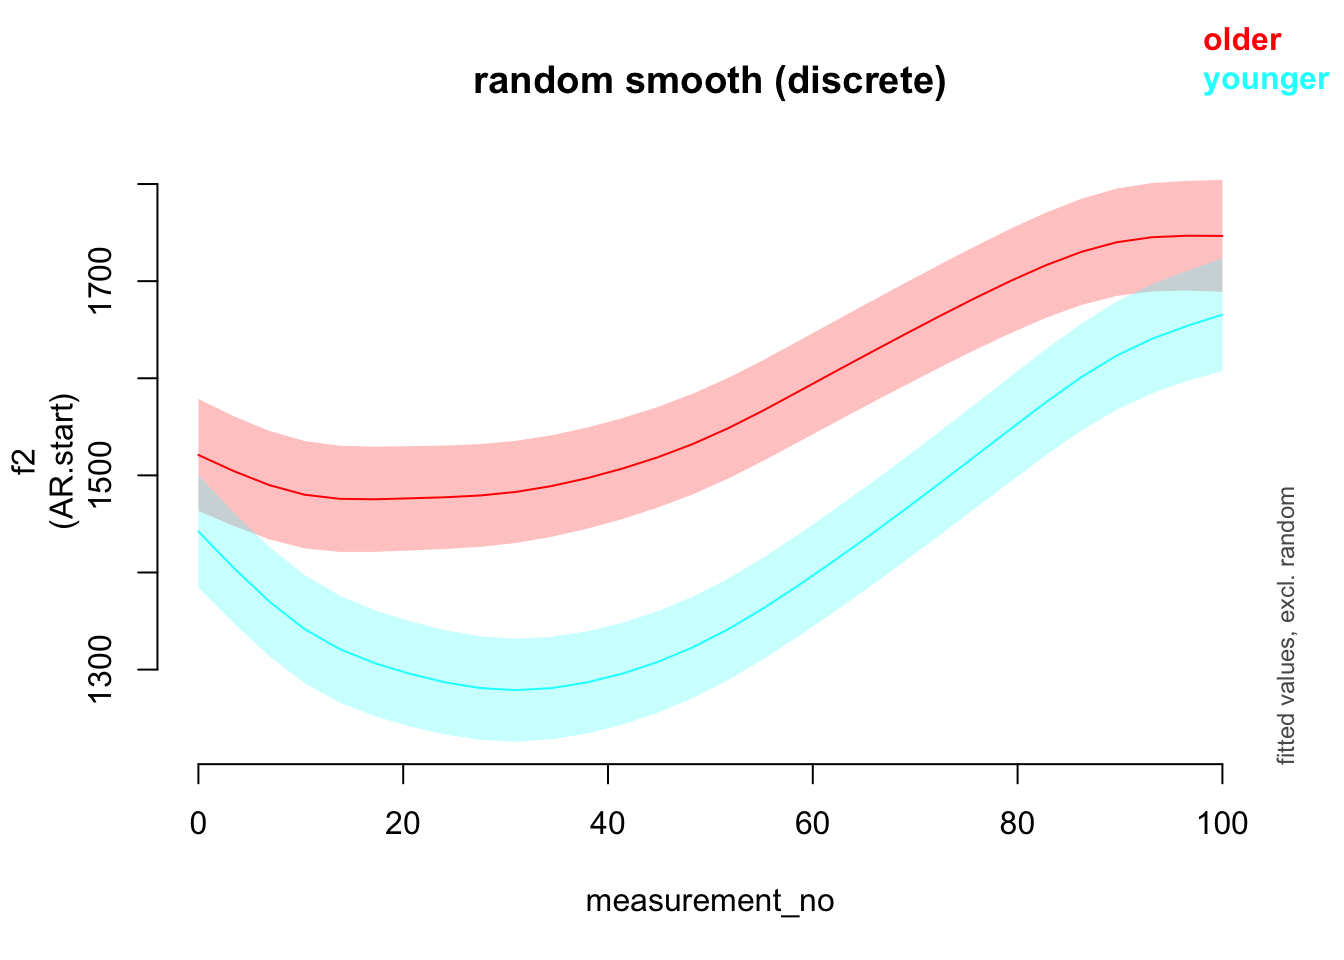 older
younger
random smooth (discrete)
f2
(AR.start)
1700
1500
1300
fitted values, excl. random
0 20 40 60 80 100
measurement_no